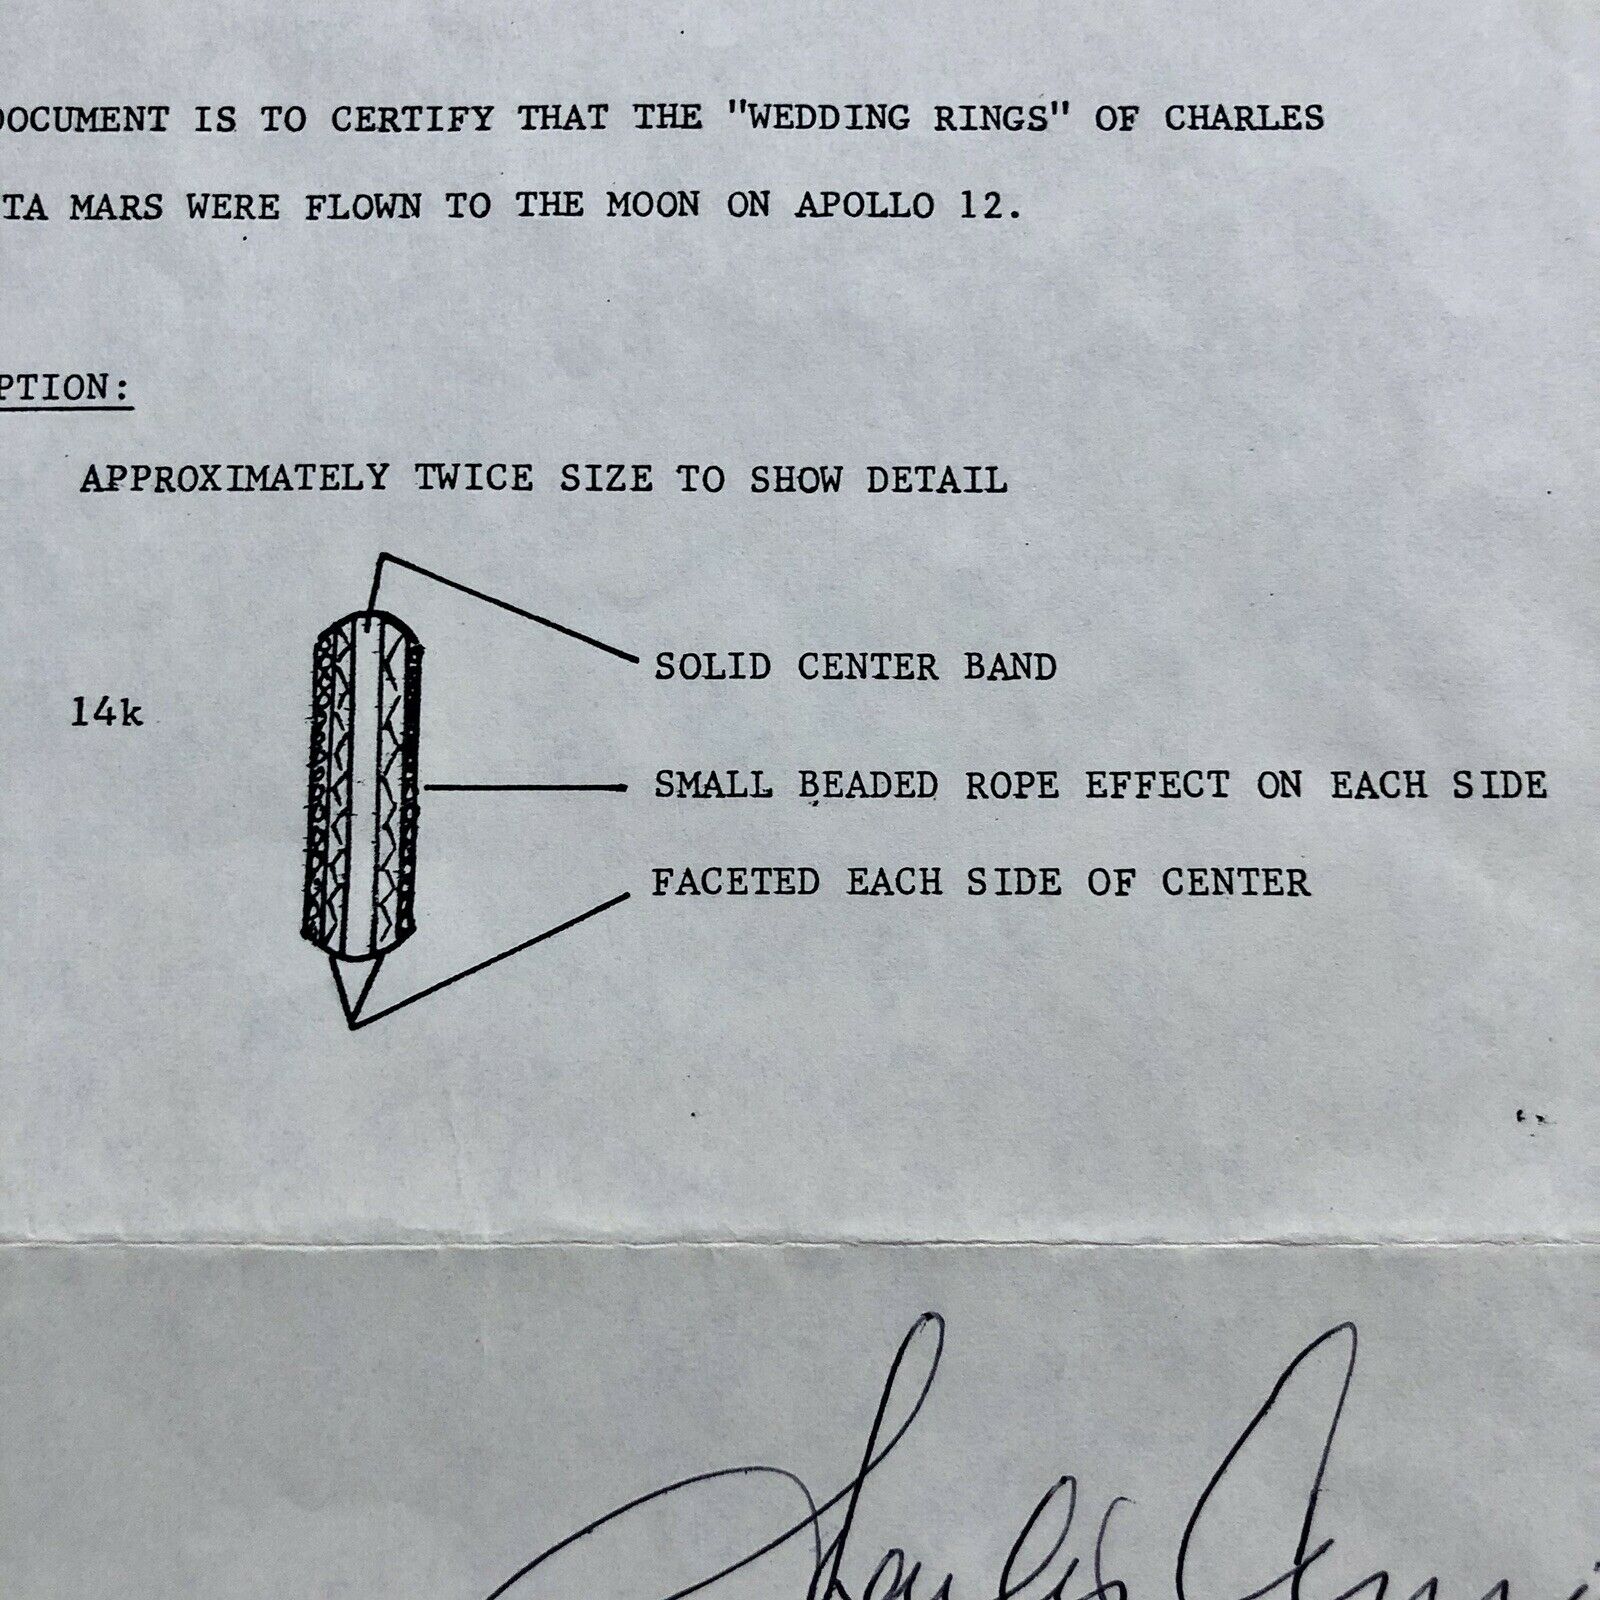 DOCUMENT IS TO CERTIFY THAT THE "WEDDING RINGS" OF CHARLES
TA MARS WERE FLOWN TO THE MOON ON APOLLO 12.
PTION:
APPROXIMATELY TWICE SIZE TO SHOW DETAIL
SOLID CENTER BAND
14k
SMALL BEADED ROPE EFFECT ON EACH SIDE
FACETED EACH SIDE OF CENTER